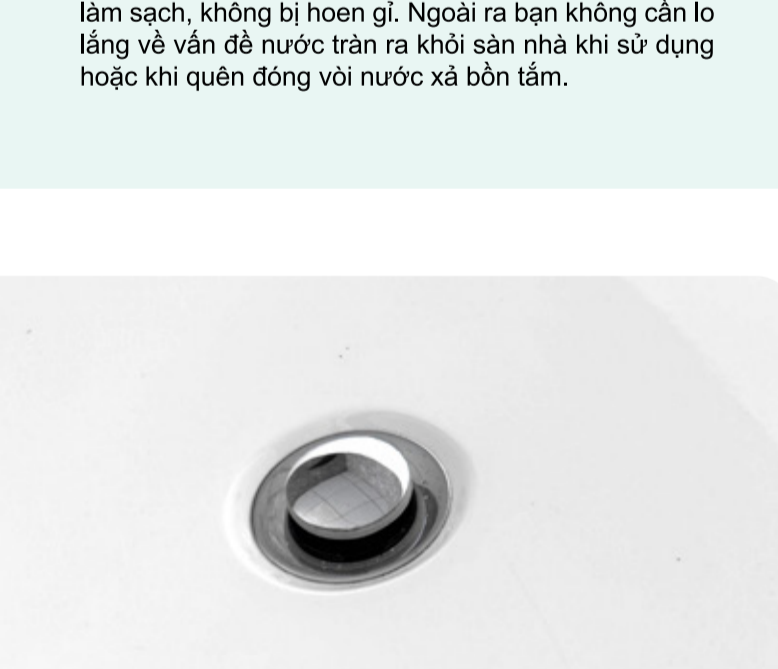 làm sạch, không bị hoen gỉ. Ngoài ra bạn không cần lo
lắng về vấn đề nước tràn ra khỏi sàn nhà khi sử dụng
hoặc khi quên đóng vòi nước xả bồn tắm.